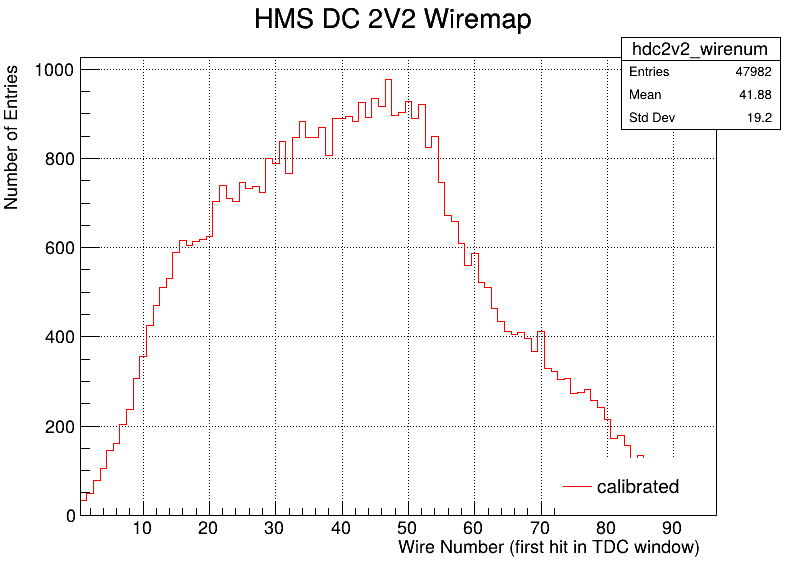 HMS DC 2V2 Wiremap
hdc2v2_wirenum
Entries 47982
Mean 41.88
Std Dev 19.2
Number of Entries
1000
800
600
400
200
0
calibrated
10 20 30 40 50 60 70 80 90
Wire Number (first hit in TDC window)